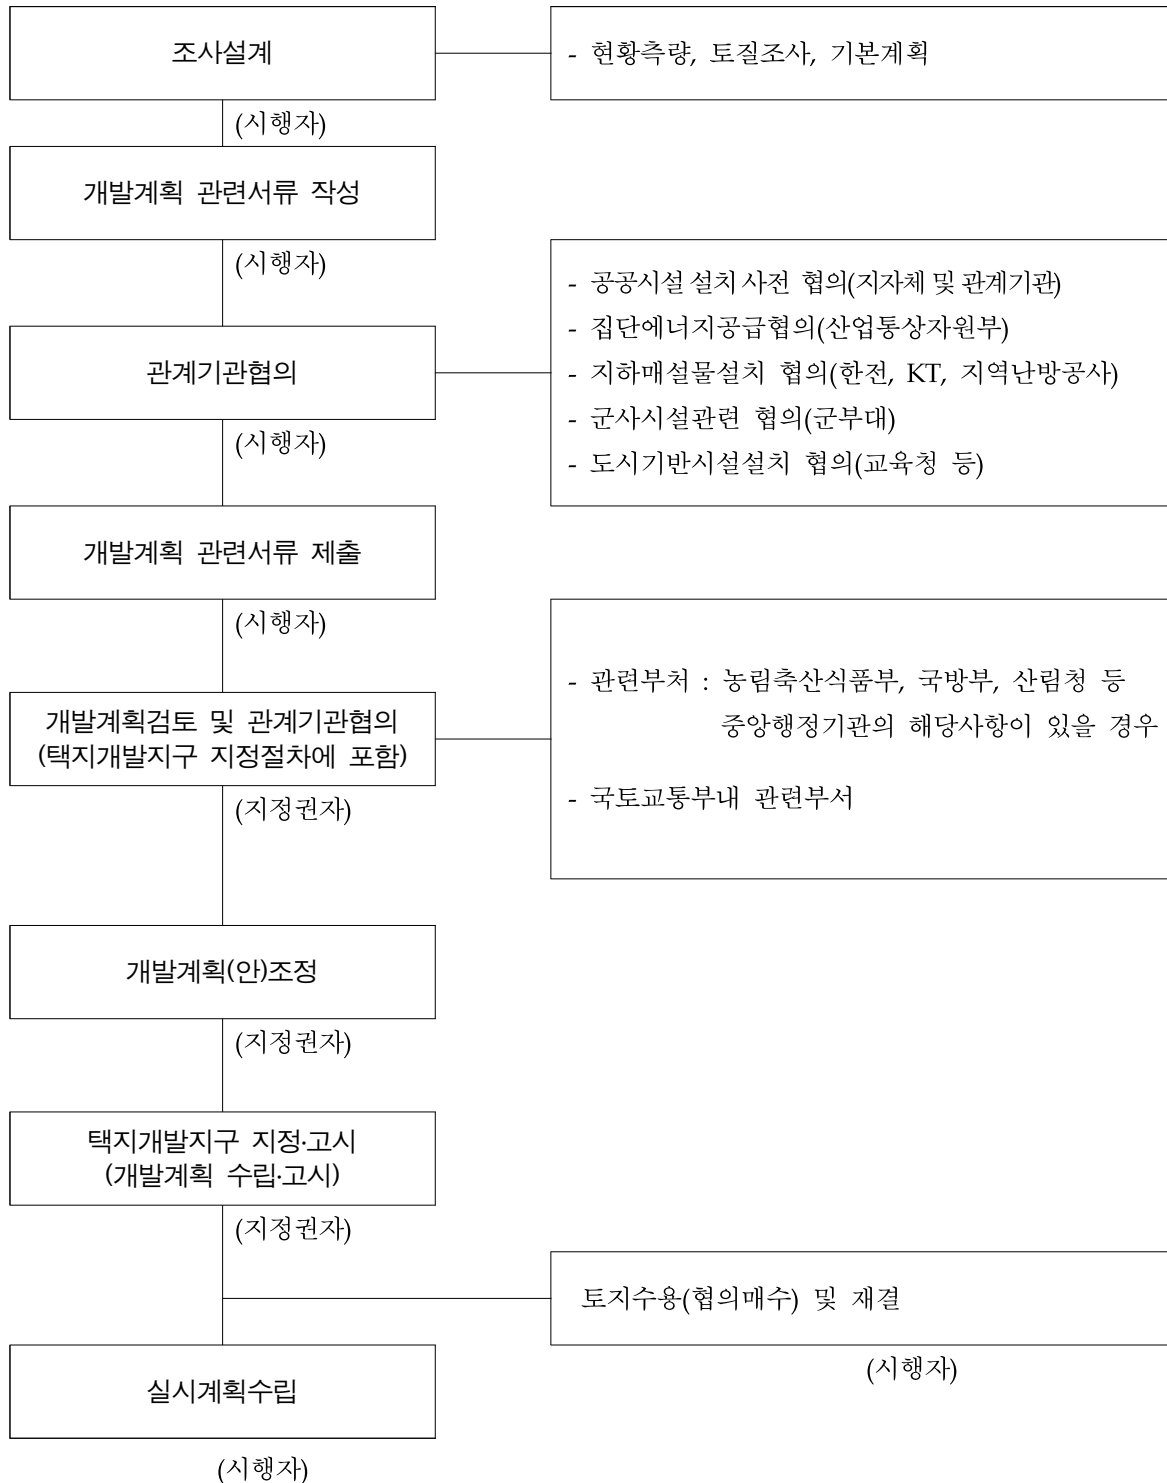 조사설계
- 현황측량, 토질조사, 기본계획
(시행자)
개발계획 관련서류 작성
(시행자)
관계기관협의
- 공공시설 설치 사전 협의(지자체 및 관계기관)
- 집단에너지공급협의(산업통상자원부)
- 지하매설물설치 협의(한전, KT, 지역난방공사)
- 군사시설관련 협의(군부대)
- 도시기반시설설치 협의(교육청 등)
(시행자)
개발계획 관련서류 제출
(시행자)
개발계획검토 및 관계기관협의
(택지개발지구 지정절차에 포함)
- 관련부처 : 농림축산식품부, 국방부, 산림청 등
중앙행정기관의 해당사항이 있을 경우
- 국토교통부내 관련부서
(지정권자)
개발계획(안)조정
(지정권자)
택지개발지구 지정·고시
(개발계획 수립·고시)
(지정권자)
토지수용(협의매수) 및 재결
(시행자)
실시계획수립
(시행자)